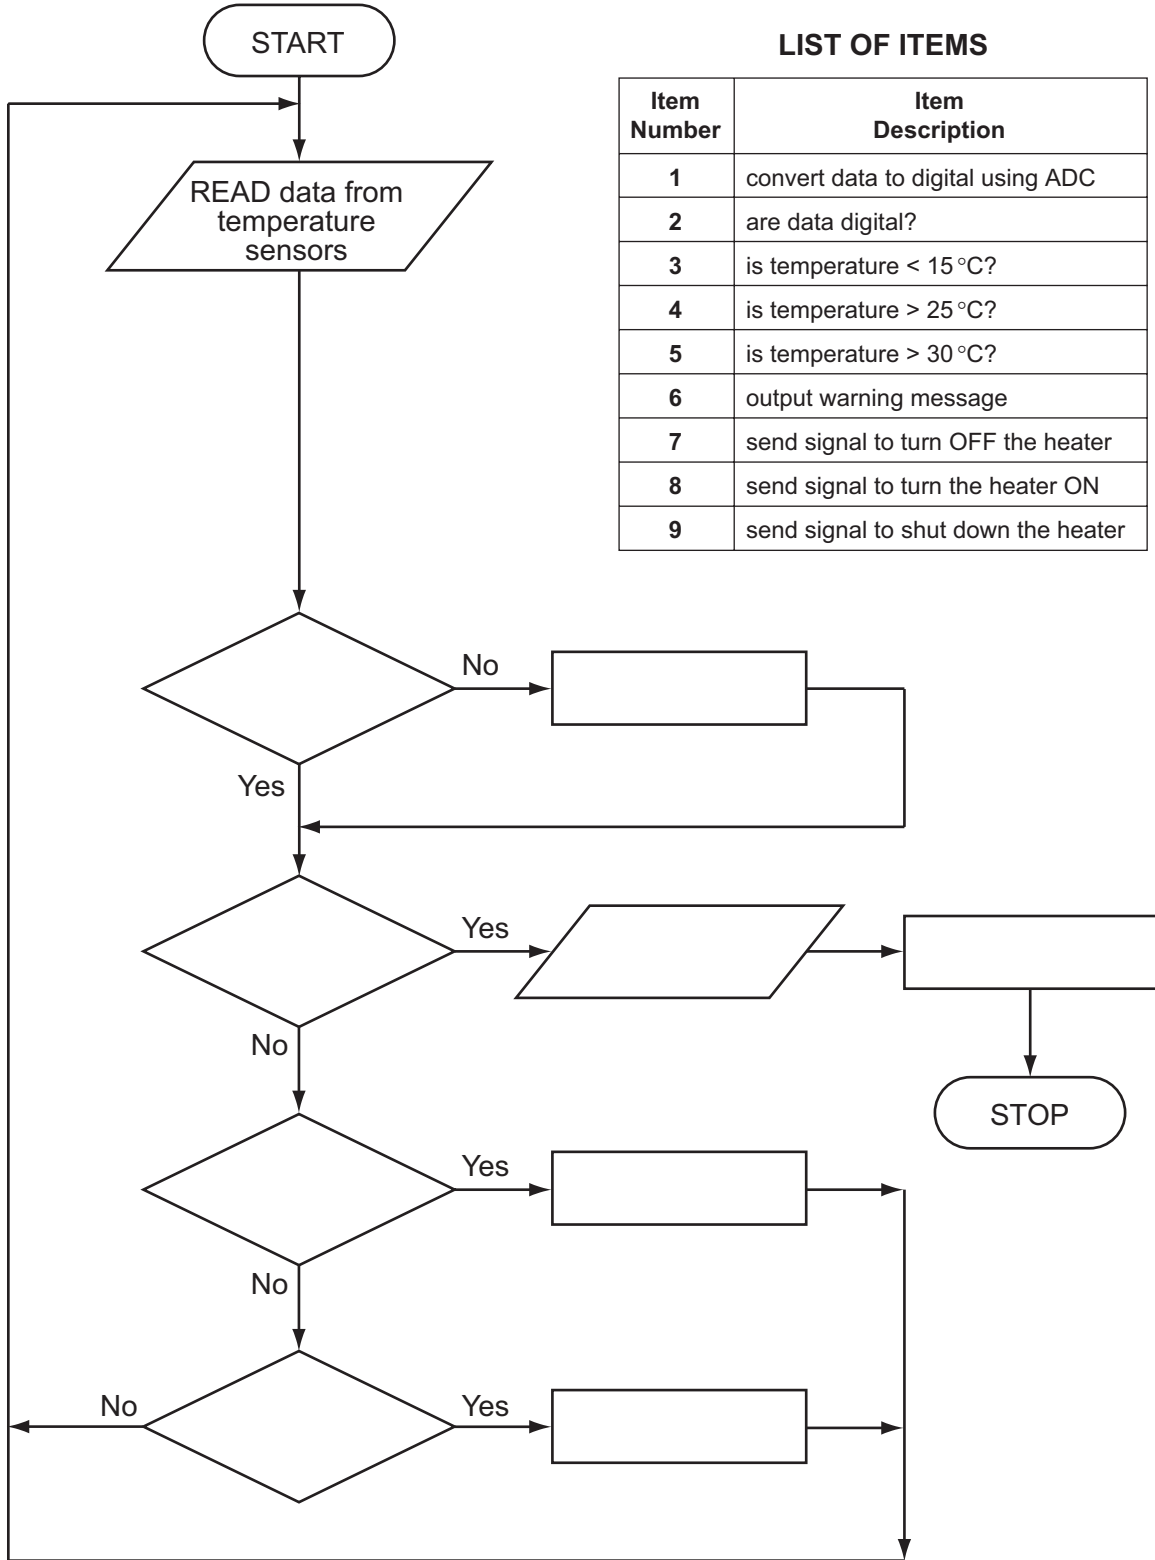 START
LIST OF ITEMS
Item Number
Item Description
1 convert data to digital using ADC
2 are data digital?
3 is temperature < 15 °C?
4 is temperature > 25 °C?
5 is temperature > 30 °C?
6 output warning message
7 send signal to turn OFF the heater
8 send signal to turn the heater ON
9 send signal to shut down the heater
READ data from
temperature
sensors
No
Yes
Yes
No
STOP
Yes
No
No
Yes